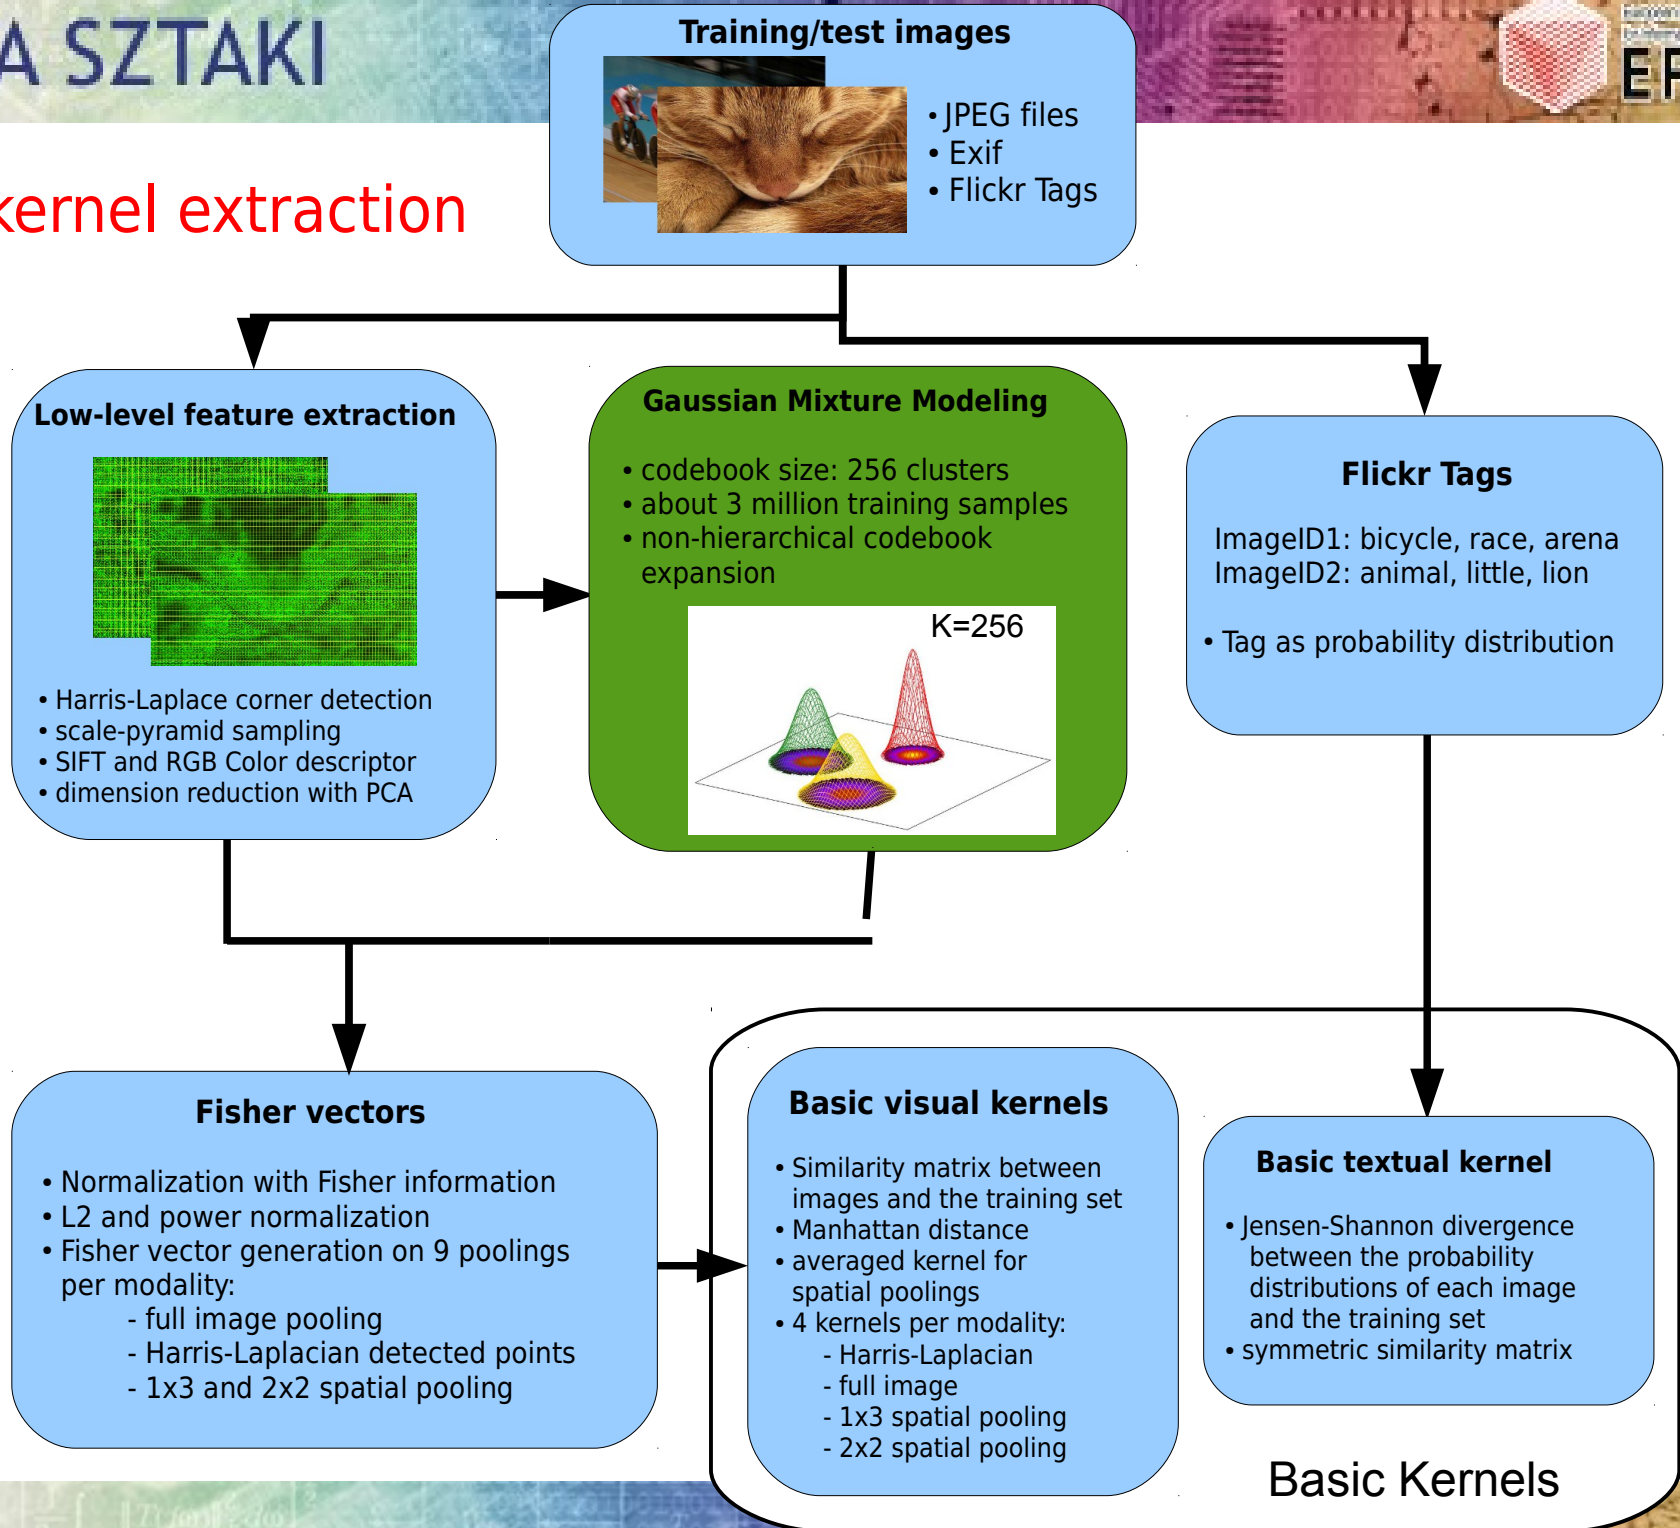 A SZTAKI
kernel extraction
Training/test images
• JPEG files
• Exif
• Flickr Tags
Low-level feature extraction
• Harris-Laplace corner detection
• scale-pyramid sampling
• SIFT and RGB Color descriptor
• dimension reduction with PCA
Gaussian Mixture Modeling
• codebook size: 256 clusters
• about 3 million training samples
• non-hierarchical codebook
expansion
K=256
Flickr Tags
ImageID1: bicycle, race, arena
ImageID2: animal, little, lion
• Tag as probability distribution
Fisher vectors
• Normalization with Fisher information
• L2 and power normalization
• Fisher vector generation on 9 poolings
per modality:
- full image pooling
- Harris-Laplacian detected points
- 1x3 and 2x2 spatial pooling
Basic visual kernels
• Similarity matrix between
images and the training set
• Manhattan distance
• averaged kernel for
spatial poolings
• 4 kernels per modality:
- Harris-Laplacian
- full image
- 1x3 spatial pooling
- 2x2 spatial pooling
Basic textual kernel
• Jensen-Shannon divergence
between the probability
distributions of each image
and the training set
• symmetric similarity matrix
Basic Kernels